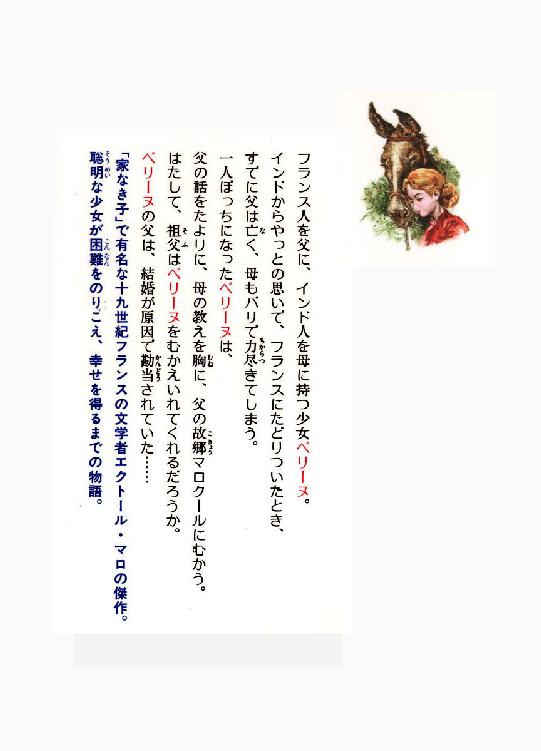 フランス人を父に、インド人を母に持つ少女ペリーヌ。
インドからやっとの思いで、フランスにたどりついたとき、
すでに父は亡く、母もパリで力尽きてしまう。
一人ぼっちになったペリーヌは、
父の話をたよりに、母の教えを胸に、父の故郷マロクールにむかう。
はたして、祖父はペリーヌをむかえいれてくれるだろうか。
ペリーヌの父は、結婚が原因で勘当されていた……
「家なき子」で有名な十九世紀フランスの文学者エクトール・マロの傑作。
聡明な少女が困難をのりこえ、幸せを得るまでの物語。